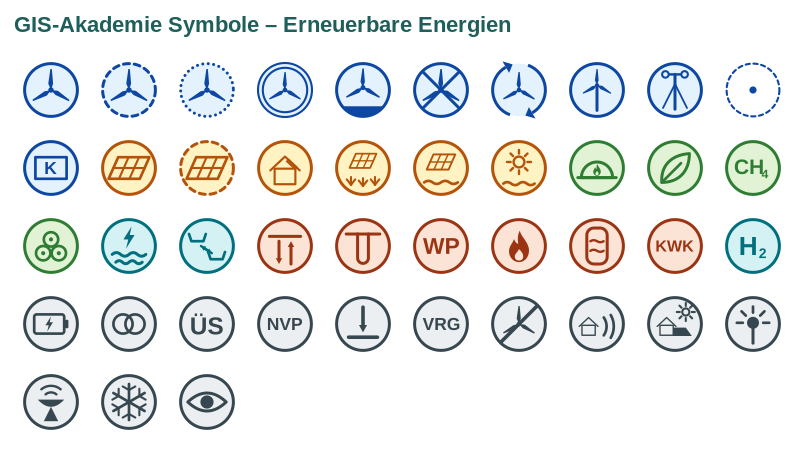 GIS-Akademie Symbole – Erneuerbare Energien
K
CH4
WP
KWK
H2
ÜS
NVP
VRG